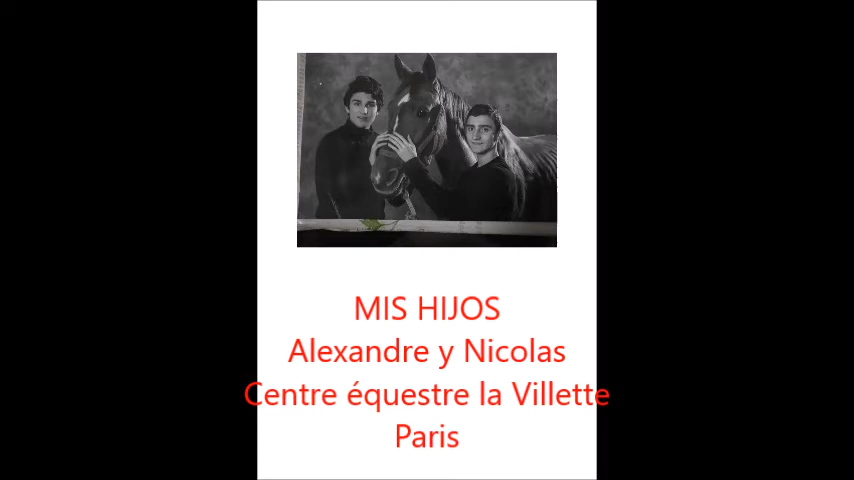 MIS HIJOS
Alexandre y Nicolas
Centre équestre la Villette
Paris